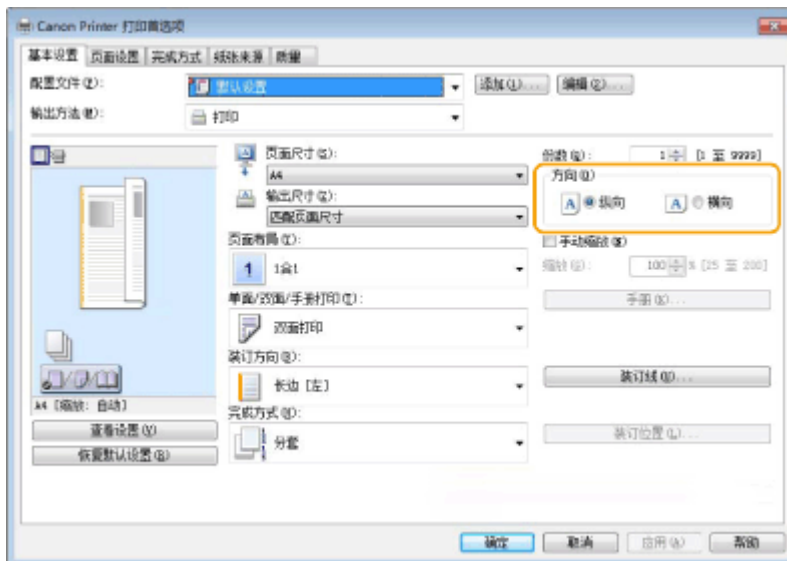 Canon Printer 打印首选项
基本设置 页面设置 完成方式 纸张来源 质量
配置文件(F): 默认设置 添加(1)... 编辑(2)...
输出方法(M): 打印
页面尺寸(S):
A4
输出尺寸(Z):
匹配页面尺寸
份数(Q): 1 [1 至 9999]
方向(O)
A 纵向 A 横向
手动缩放(N)
缩放(G): 100 % [25 至 200]
页面布局(Y):
1 1合1
手册(K)...
单面/双面/手册打印(T):
双面打印
装订方向(B):
长边 [左]
装订线(U)...
完成方式(H):
分套
装订位置(L)...
A4 [缩放: 自动]
查看设置(V)
恢复默认设置(R)
确定 取消 应用(A) 帮助